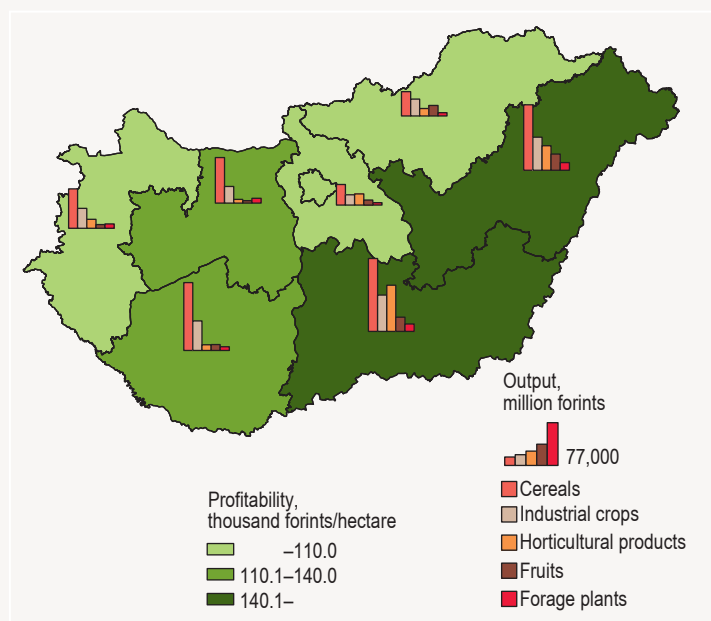 Output,
million forints
77,000
Cereals
Industrial crops
Horticultural products
Fruits
Forage plants
Profitability,
thousand forints/hectare
–110.0
110.1–140.0
140.1–